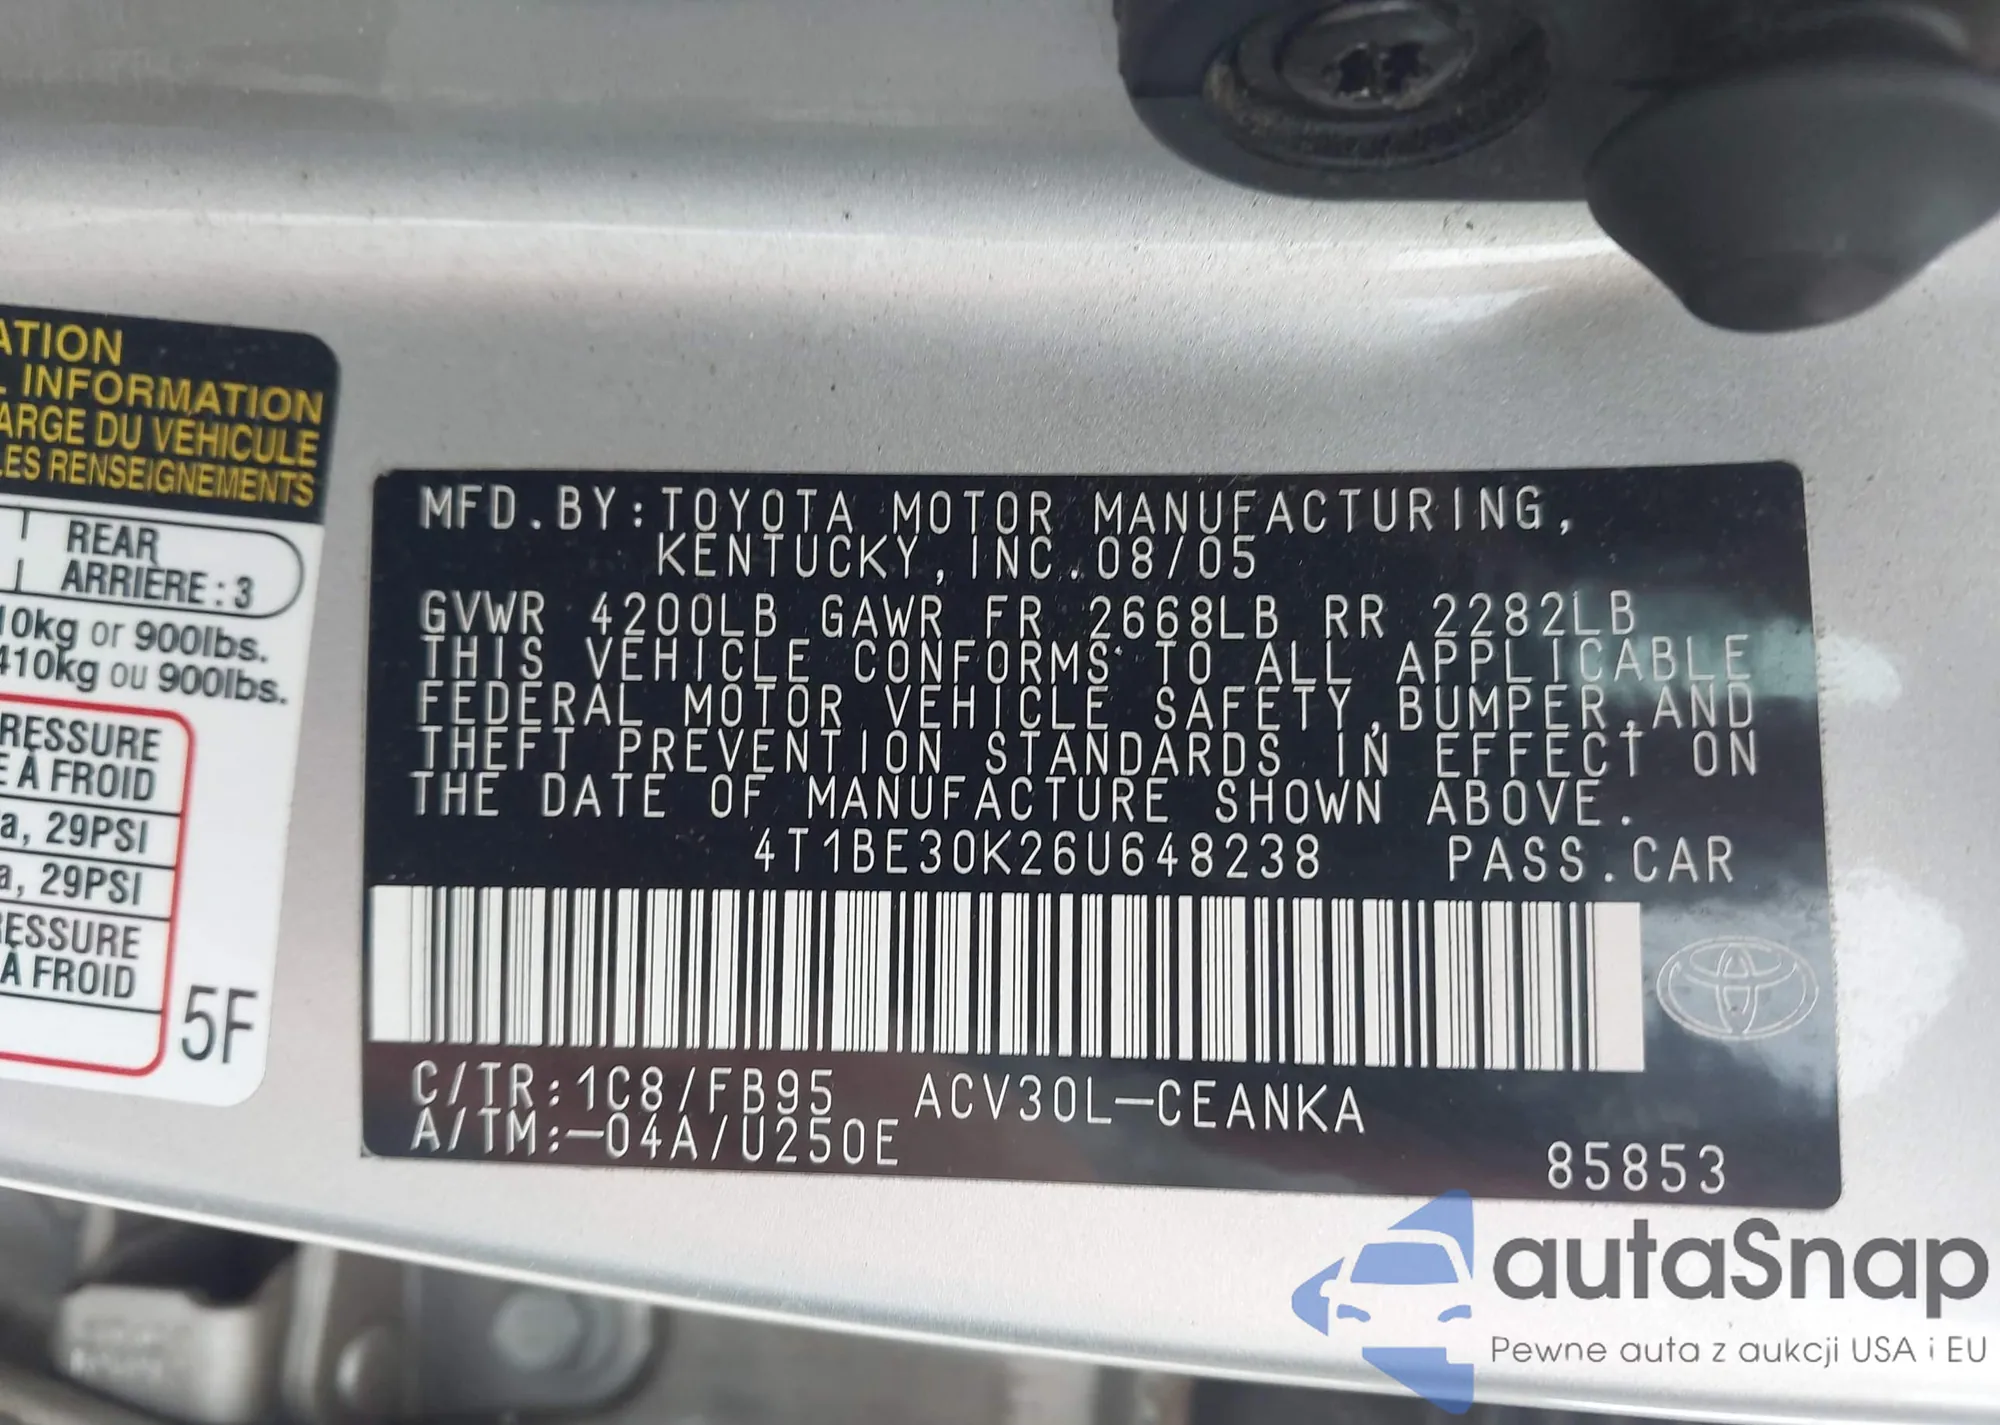 ATION
L INFORMATION
ARGE DU VÉHICULE
LES RENSEIGNEMENTS
REAR
ARRIÈRE : 3
10kg or 900lbs.
410kg ou 900lbs.
RESSURE
E À FROID
a, 29PSI
a, 29PSI
RESSURE
À FROID
5F
MFD.BY:TOYOTA MOTOR MANUFACTURING,
KENTUCKY,INC.08/05
GVWR 4200LB GAWR FR 2668LB RR 2282LB
THIS VEHICLE CONFORMS TO ALL APPLICABLE
FEDERAL MOTOR VEHICLE SAFETY,BUMPER,AND
THEFT PREVENTION STANDARDS IN EFFECT ON
THE DATE OF MANUFACTURE SHOWN ABOVE.
4T1BE30K26U648238 PASS.CAR
C/TR:1C8/FB95 ACV30L-CEANKA
A/TM:-04A/U250E
85853
autaSnap
Pewne auta z aukcji USA i EU